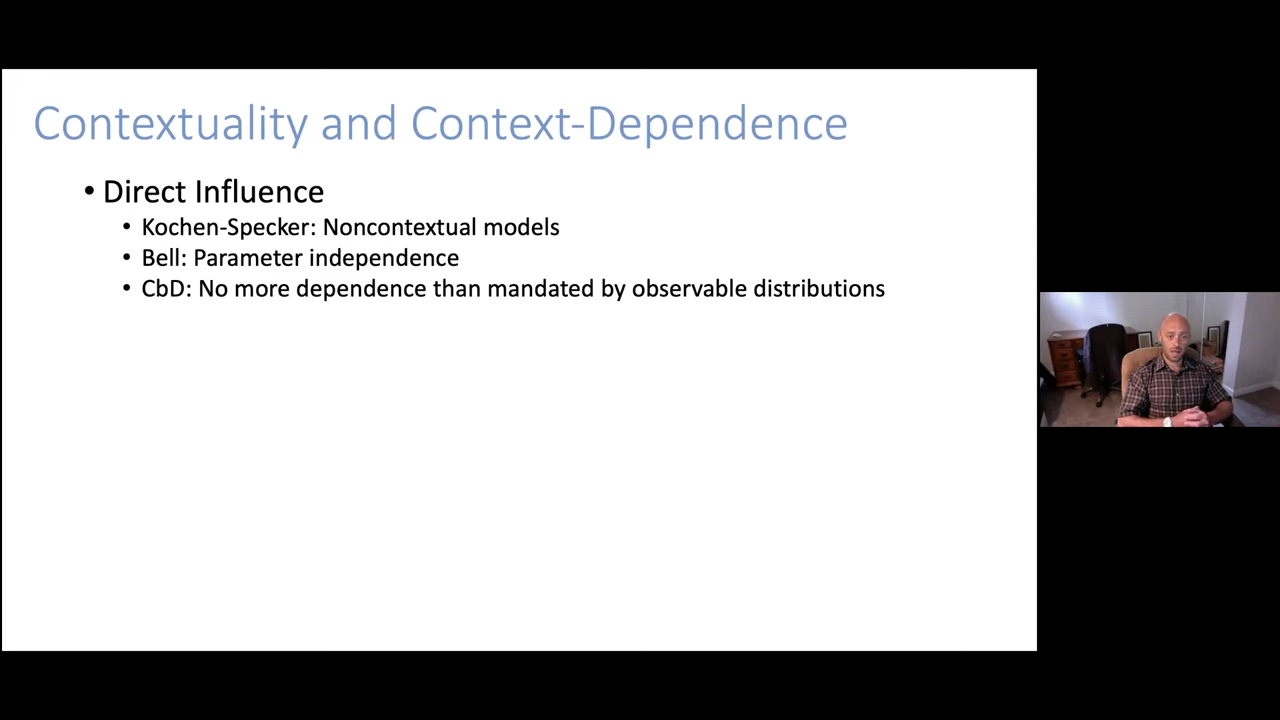 Contextuality and Context-Dependence
• Direct Influence
• Kochen-Specker: Noncontextual models
• Bell: Parameter independence
• CbD: No more dependence than mandated by observable distributions